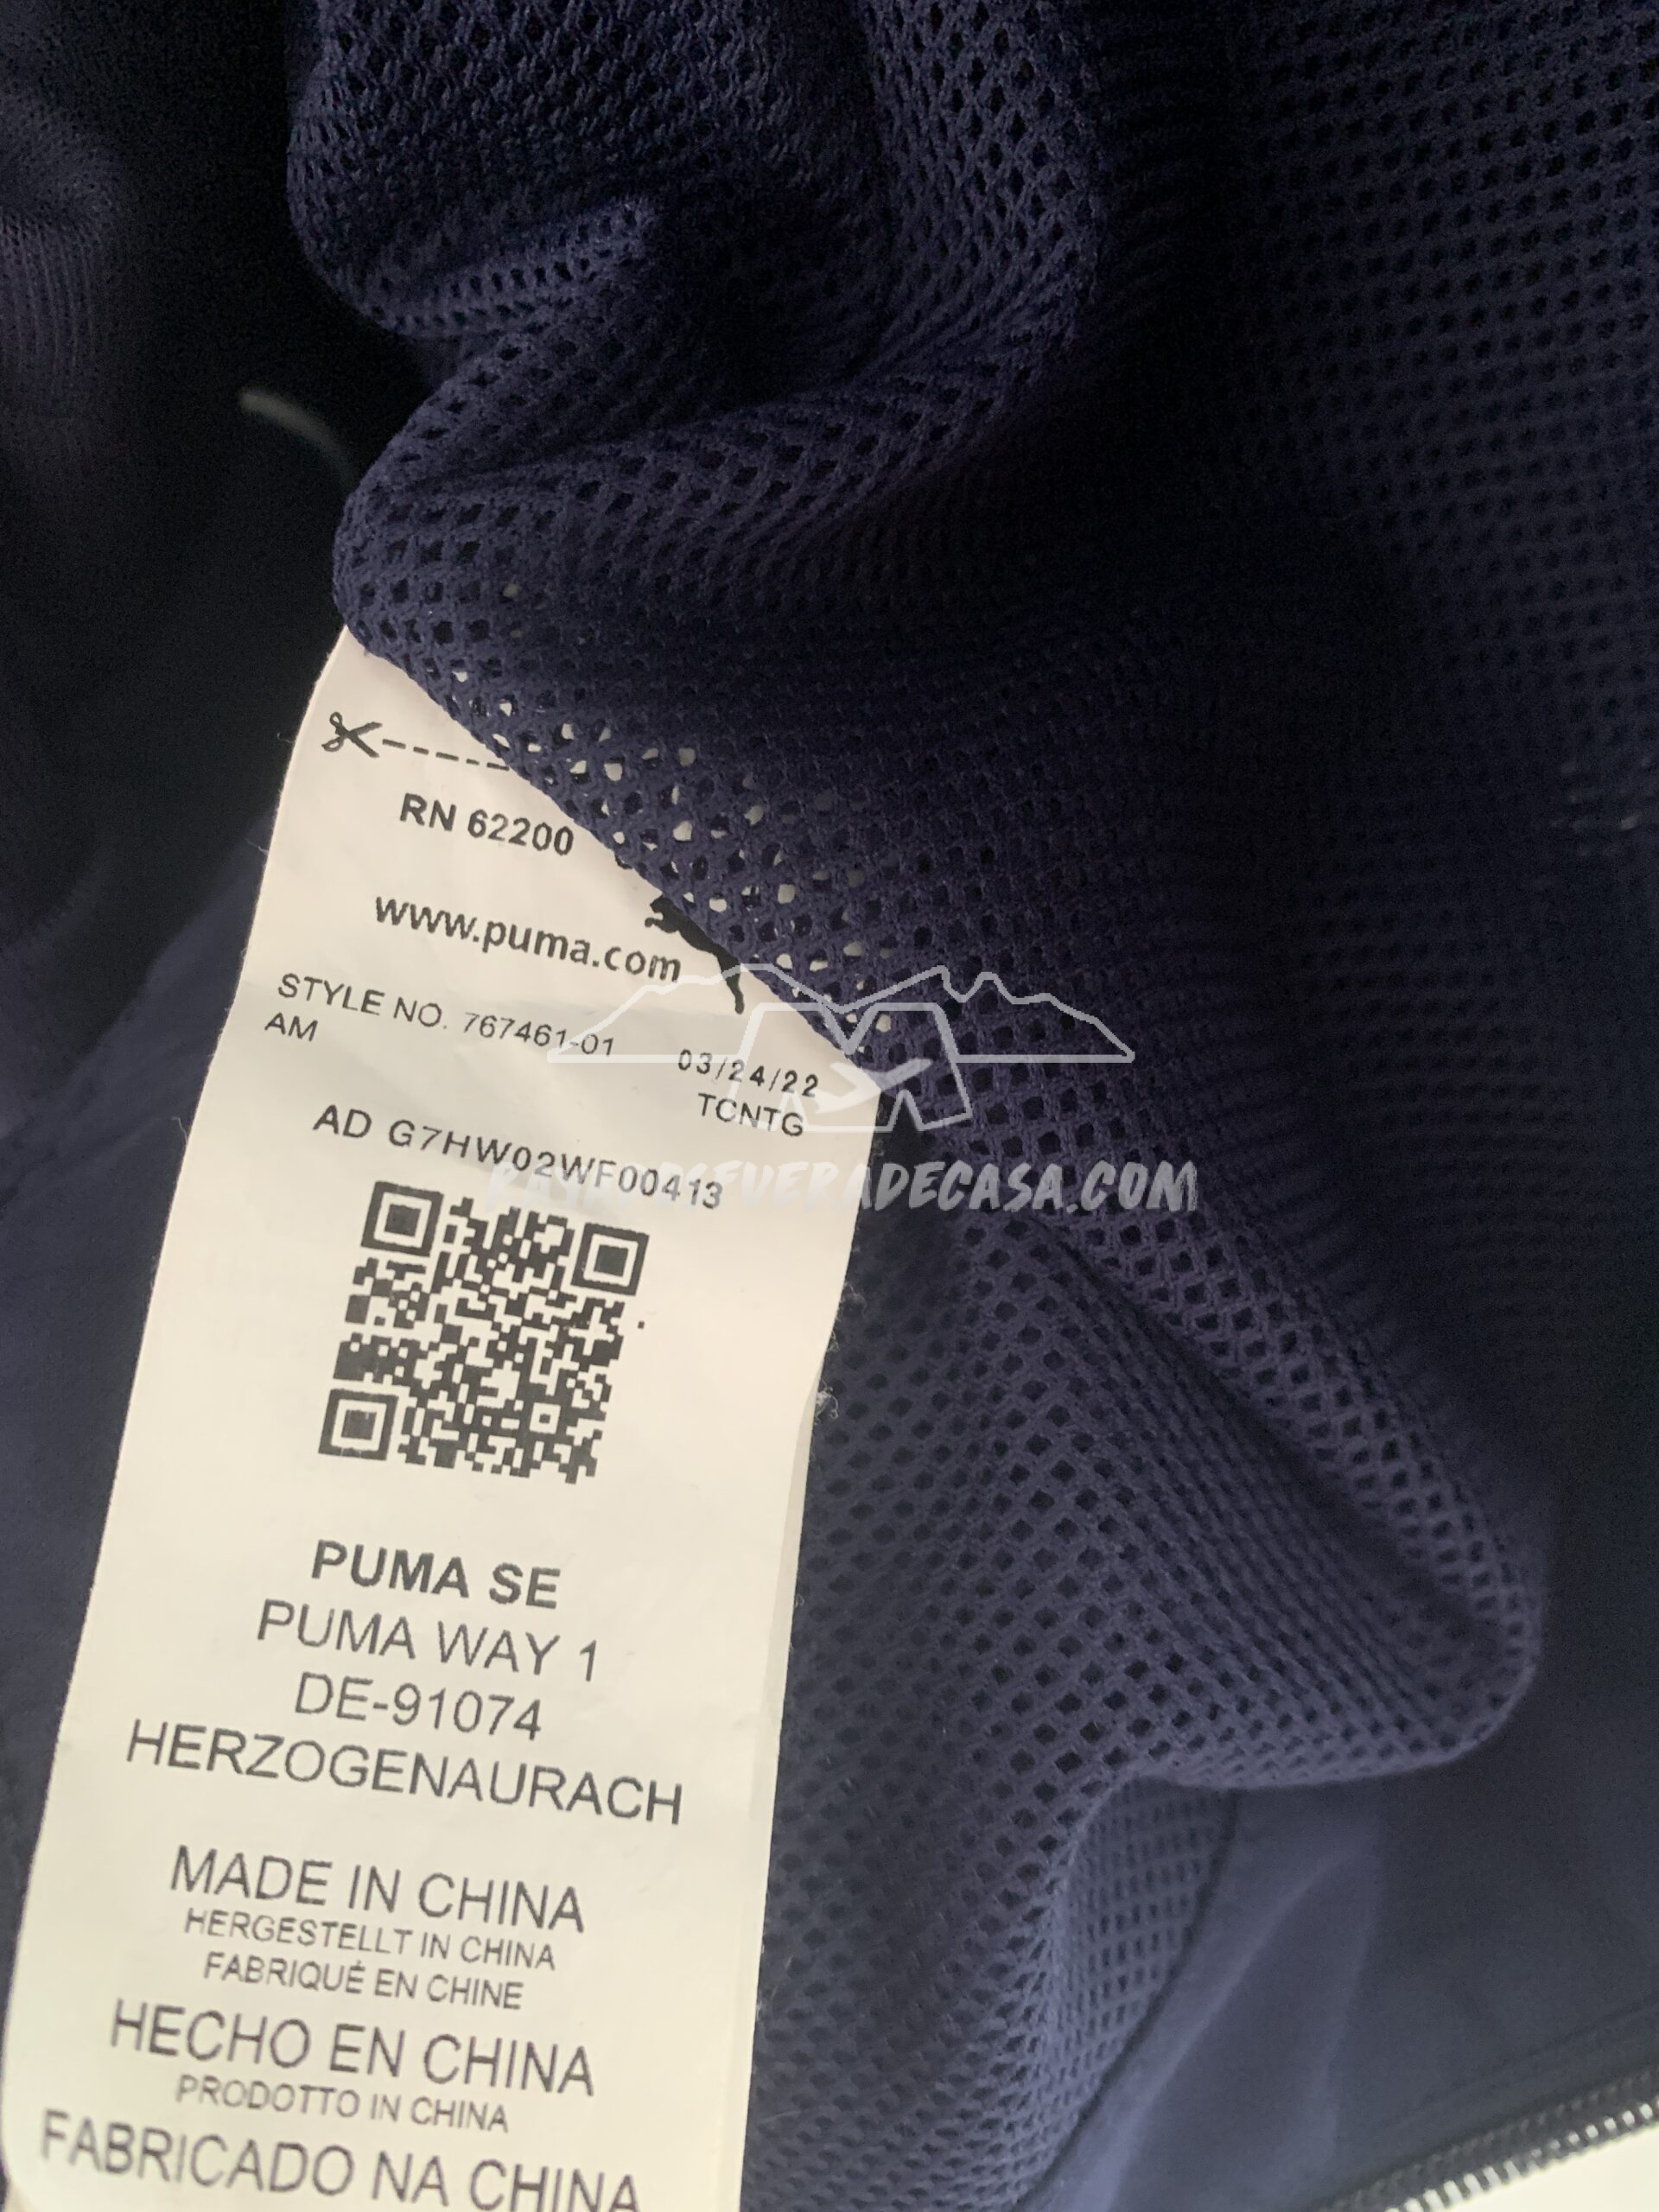 RN 62200
www.puma.com
STYLE NO. 767461-01
AM
03/24/22
TCNTG
AD G7HW02WF00413
PUMA SE
PUMA WAY 1
DE-91074
HERZOGENAURACH
MADE IN CHINA
HERGESTELLT IN CHINA
FABRIQUÉ EN CHINE
HECHO EN CHINA
PRODOTTO IN CHINA
FABRICADO NA CHINA